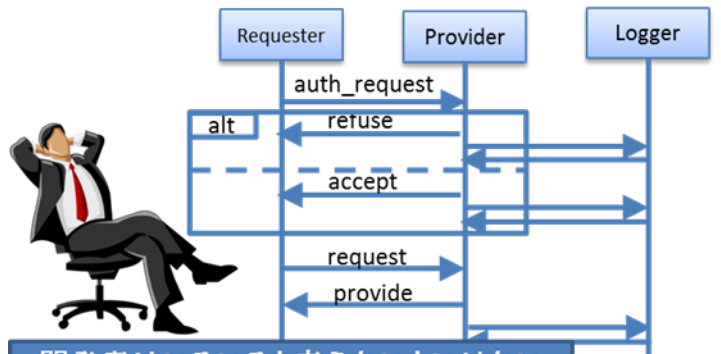 Requester
Provider
Logger
auth_request
alt
refuse
accept
request
provide